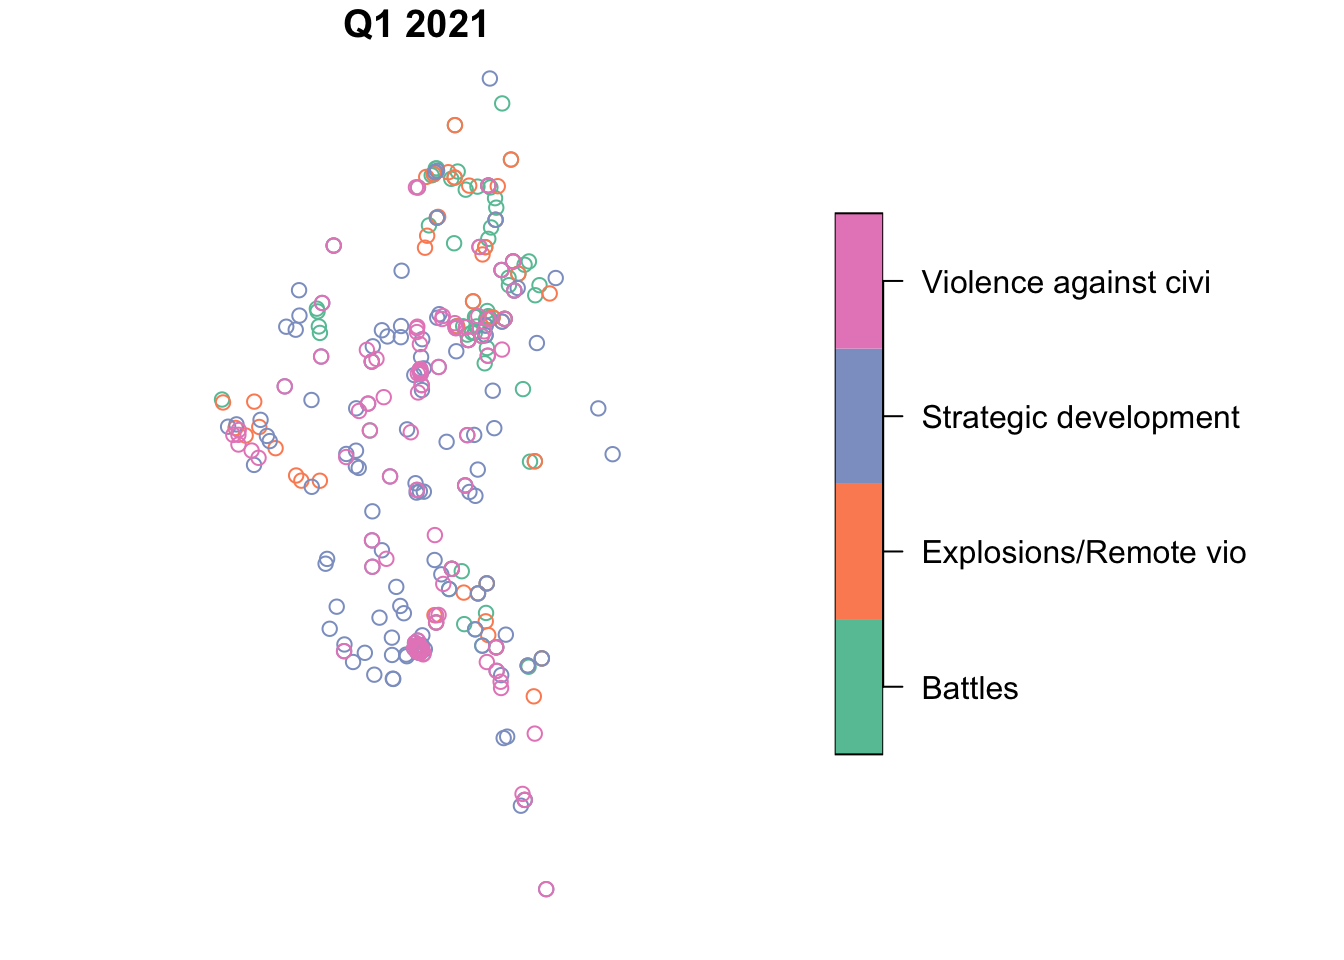 Q1 2021
Violence against civi
Strategic development
Explosions/Remote vio
Battles